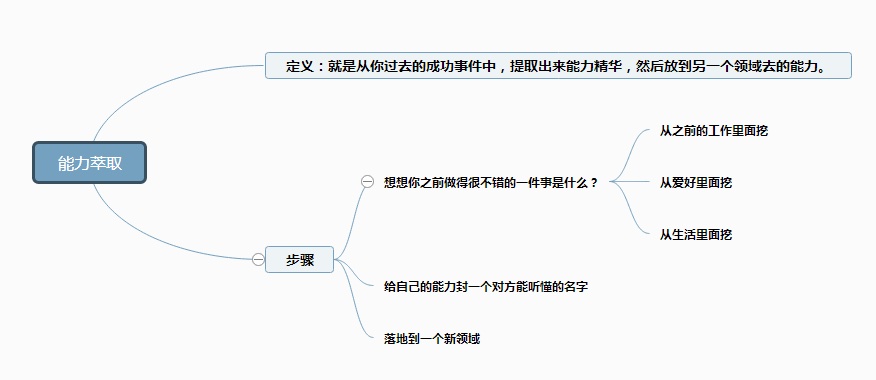 能力萃取
定义：就是从你过去的成功事件中，提取出来能力精华，然后放到另一个领域去的能力。
步骤
想想你之前做得很不错的一件事是什么？
从之前的工作里面挖
从爱好里面挖
从生活里面挖
给自己的能力封一个对方能听懂的名字
落地到一个新领域